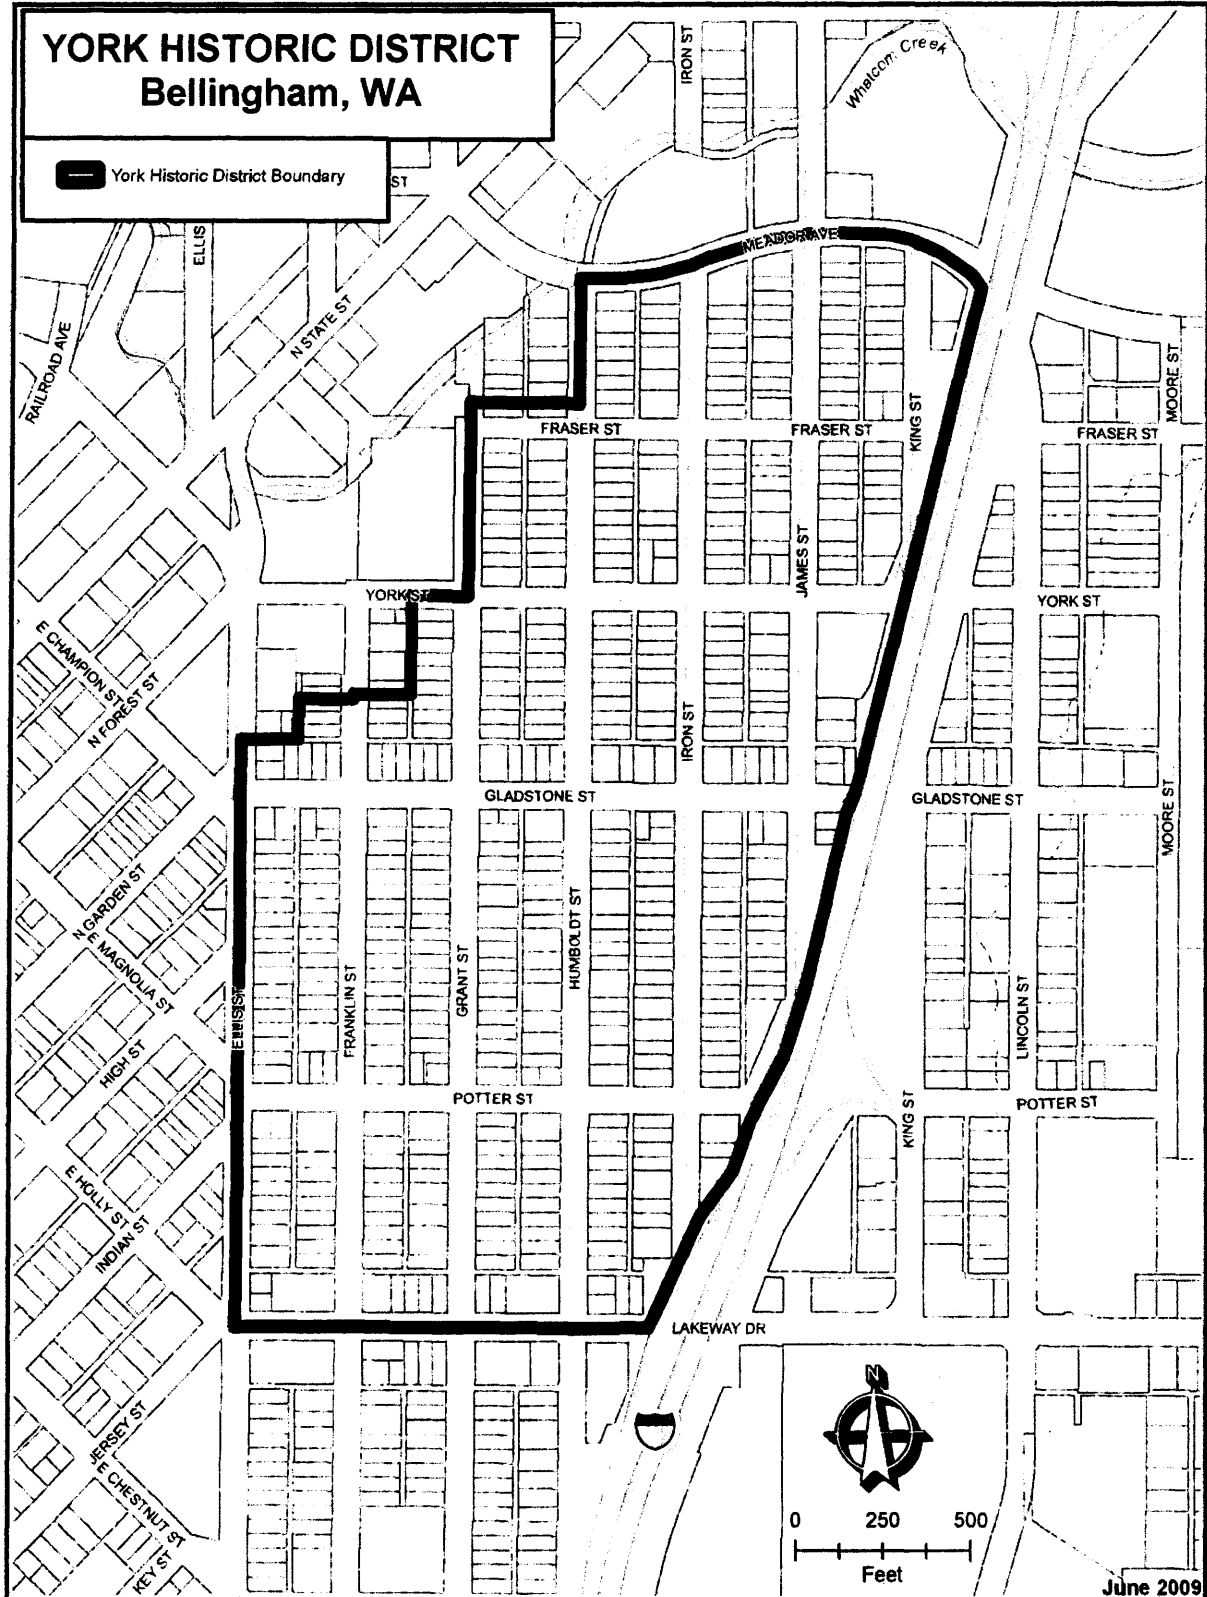 YORK HISTORIC DISTRICT
Bellingham, WA
York Historic District Boundary
ST
ELLIS
IRON ST
Whatcom Creek
MEADOR AVE
N STATE ST
RAILROAD AVE
MOORE ST
FRASER ST
FRASER ST
KING ST
FRASER ST
JAMES ST
YORK ST
YORK ST
E CHAMPION ST
N FOREST ST
IRON ST
GLADSTONE ST
GLADSTONE ST
MOORE ST
N GARDEN ST
E MAGNOLIA ST
HUMBOLDT ST
GRANT ST
FRANKLIN ST
ELLIS ST
LINCOLN ST
HIGH ST
POTTER ST
KING ST
POTTER ST
E HOLLY ST
INDIAN ST
LAKEWAY DR
N
JERSEY ST
E CHESTNUT ST
KEY ST
0 250 500
Feet
June 2009